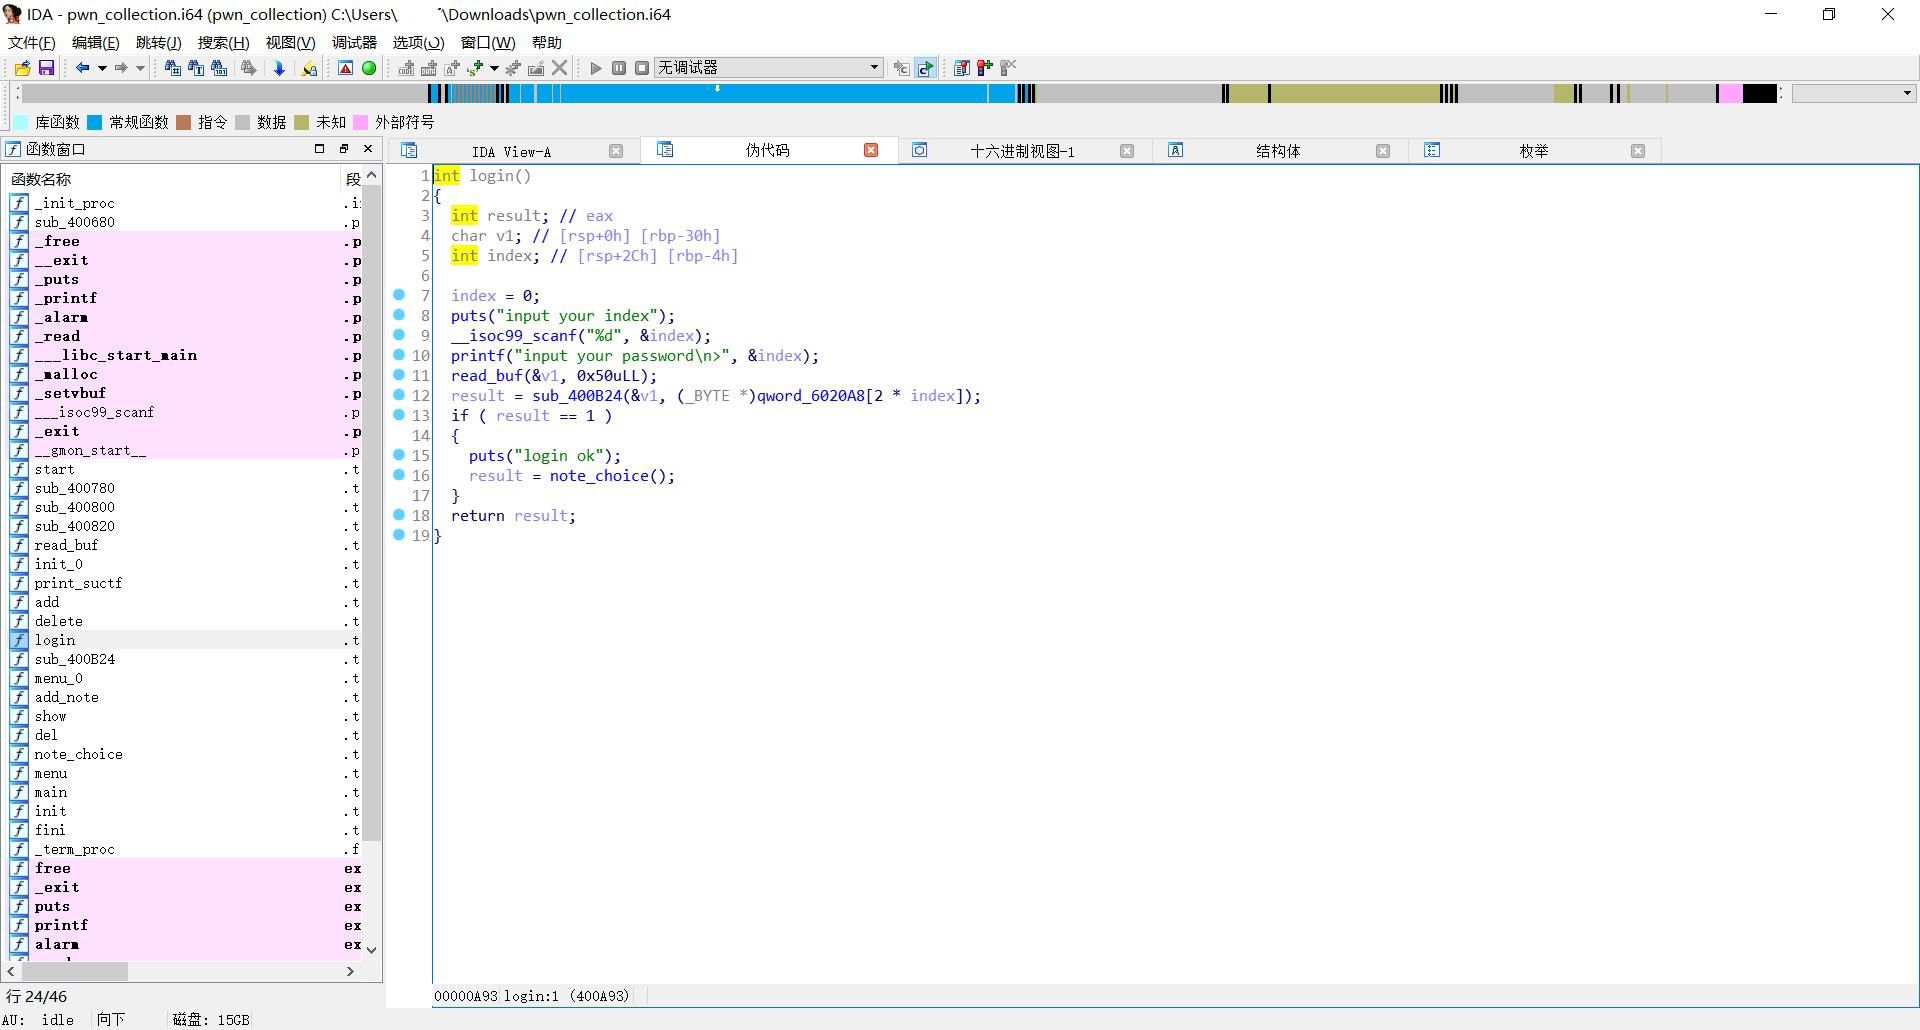 IDA - pwn_collection.i64 (pwn_collection) C:\Users\ \Downloads\pwn_collection.i64
文件(F) 编辑(E) 跳转(J) 搜索(H) 视图(V) 调试器 选项(O) 窗口(W) 帮助
无调试器
库函数 常规函数 指令 数据 未知 外部符号
函数窗口
IDA View-A 伪代码 十六进制视图-1 结构体 枚举
函数名称 段
_init_proc .i
sub_400680 .p
_free .p
__exit .p
_puts .p
_printf .p
_alarm .p
_read .p
___libc_start_main .p
_malloc .p
_setvbuf .p
___isoc99_scanf .p
_exit .p
__gmon_start__ .p
start .t
sub_400780 .t
sub_400800 .t
sub_400820 .t
read_buf .t
init_0 .t
print_suctf .t
add .t
delete .t
login .t
sub_400B24 .t
menu_0 .t
add_note .t
show .t
del .t
note_choice .t
menu .t
main .t
init .t
fini .t
_term_proc .f
free ex
_exit ex
puts ex
printf ex
alarm ex
行 24/46
1 int login()
2 {
3 int result; // eax
4 char v1; // [rsp+0h] [rbp-30h]
5 int index; // [rsp+2Ch] [rbp-4h]
6
7 index = 0;
8 puts("input your index");
9 __isoc99_scanf("%d", &index);
10 printf("input your password\n>", &index);
11 read_buf(&v1, 0x50uLL);
12 result = sub_400B24(&v1, (_BYTE *)qword_6020A8[2 * index]);
13 if ( result == 1 )
14 {
15 puts("login ok");
16 result = note_choice();
17 }
18 return result;
19 }
00000A93 login:1 (400A93)
AU: idle 向下 磁盘: 15GB